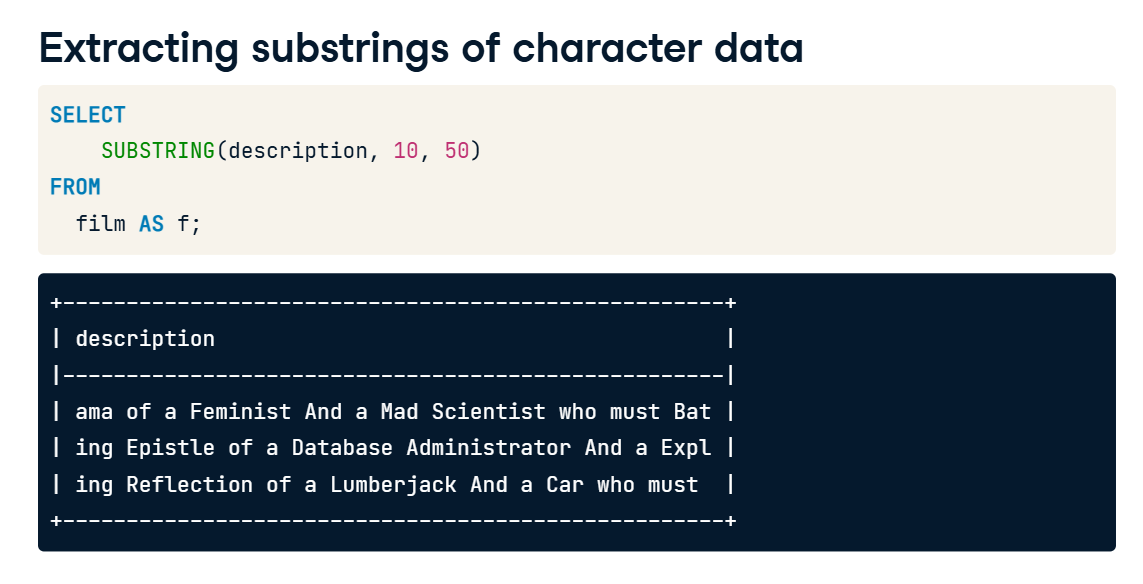 Extracting substrings of character data
SELECT
    SUBSTRING(description, 10, 50)
FROM
  film AS f;
+----------------------------------------------------+
| description                                        |
|----------------------------------------------------|
| ama of a Feminist And a Mad Scientist who must Bat |
| ing Epistle of a Database Administrator And a Expl |
| ing Reflection of a Lumberjack And a Car who must  |
+----------------------------------------------------+